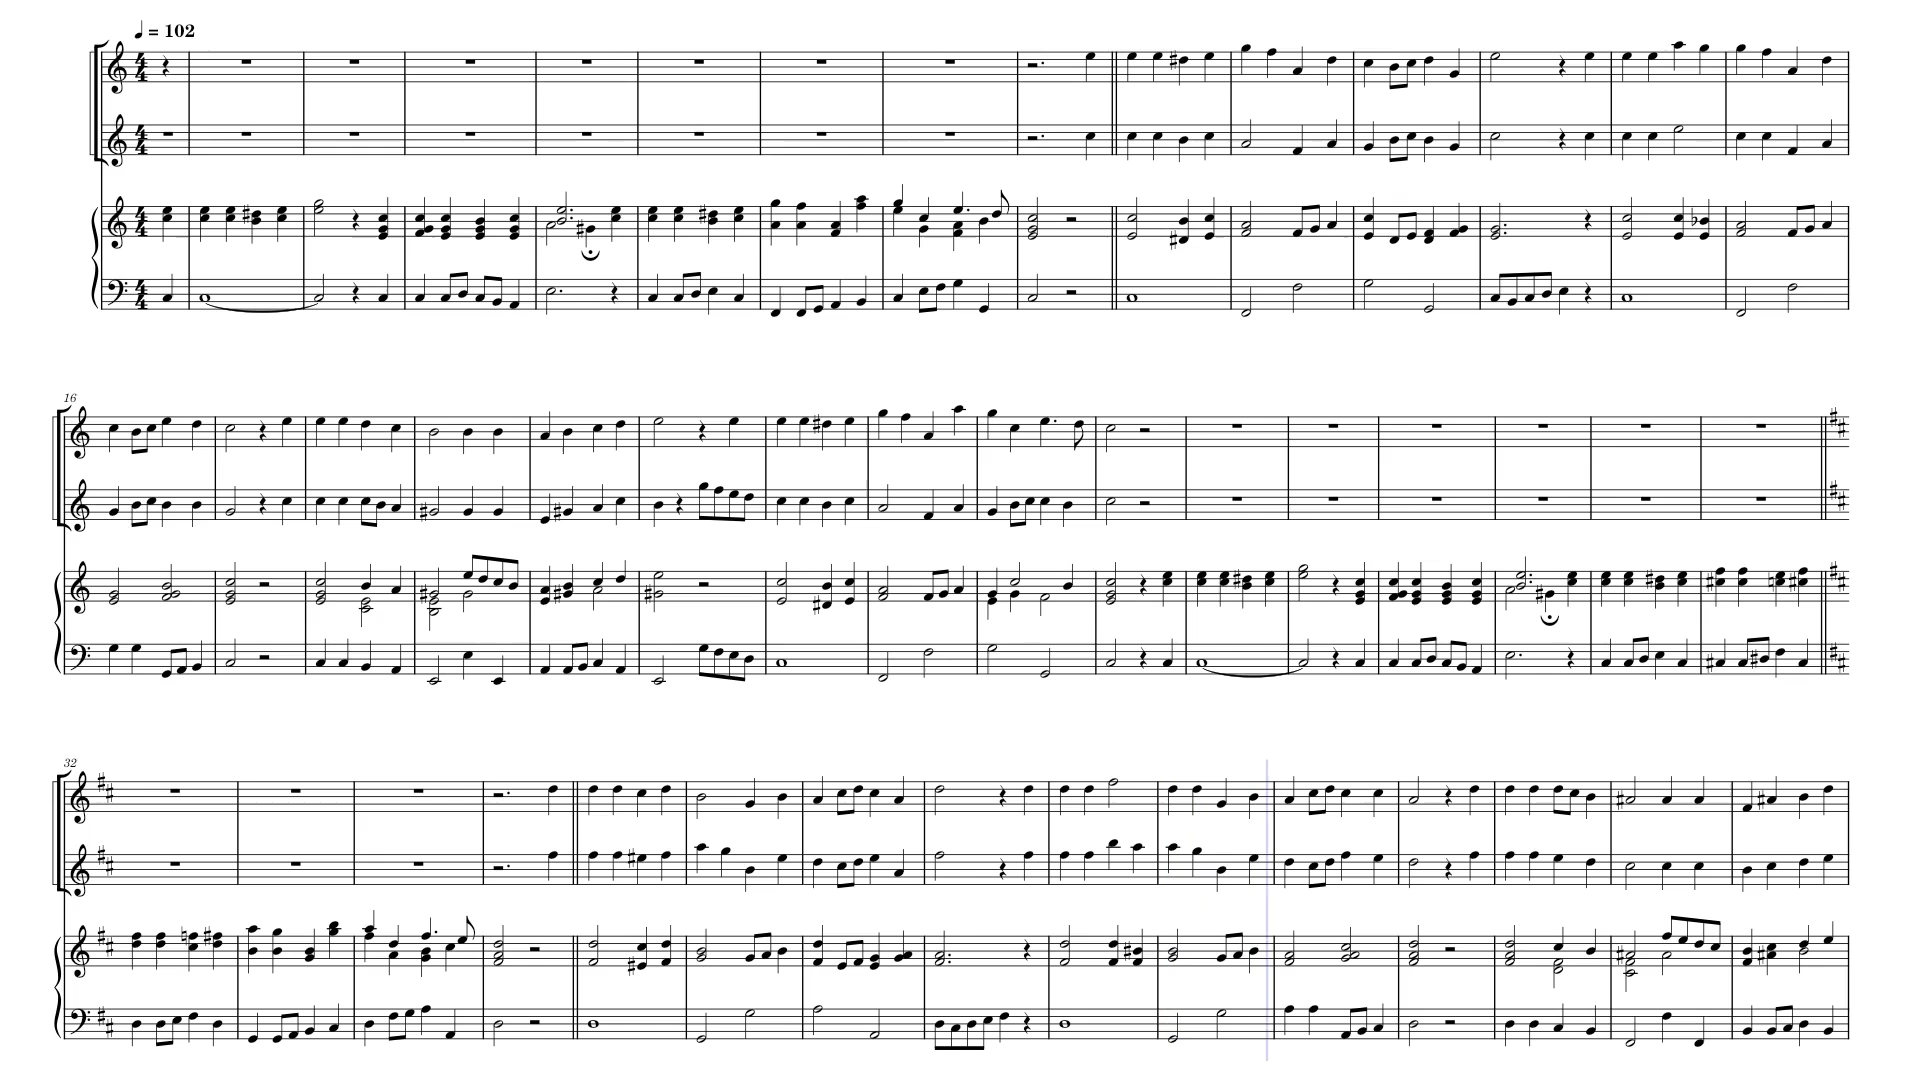 ♩ = 102
16
32